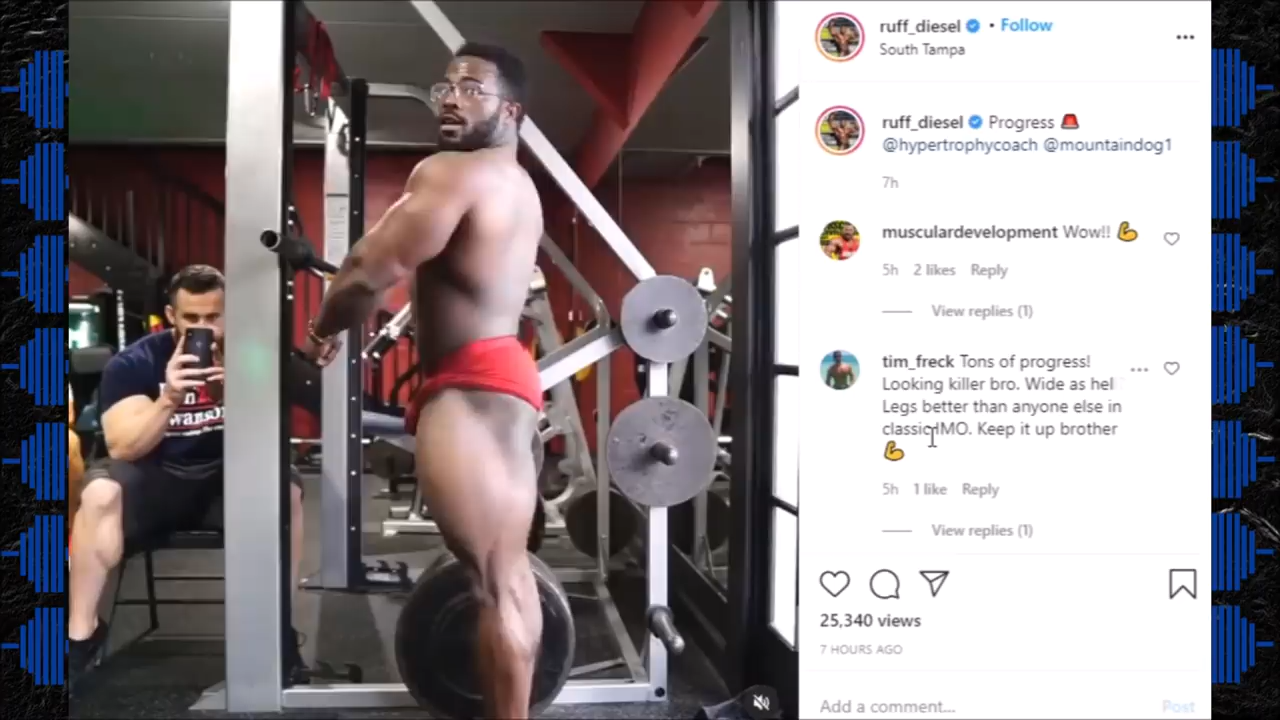 ruff_diesel • Follow
South Tampa
ruff_diesel Progress 🚨
@hypertrophycoach @mountaindog1
7h
musculardevelopment Wow!! 💪
5h 2 likes Reply
View replies (1)
tim_freck Tons of progress!
Looking killer bro. Wide as hell
Legs better than anyone else in
classic IMO. Keep it up brother
💪
5h 1 like Reply
View replies (1)
25,340 views
7 HOURS AGO
Add a comment...
Post